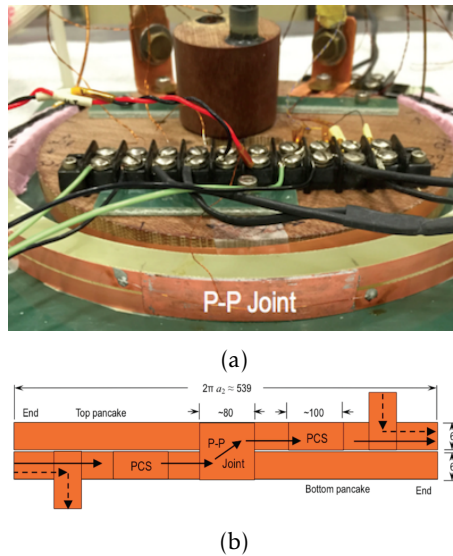 P-P Joint
(a)
2π a₂ ≈ 539
End Top pancake ~80 ~100
P-P
Joint
PCS
PCS
6
6
Bottom pancake End
(b)